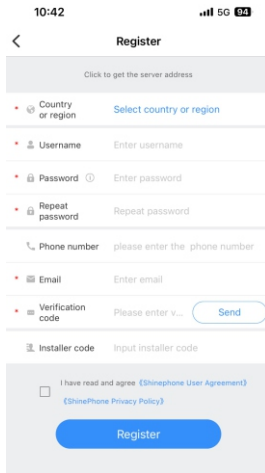 10:42 5G 94
Register
Click to get the server address
* Country or region Select country or region
* Username Enter username
* Password Enter password
* Repeat password Repeat password
Phone number please enter the phone number
* Email Enter email
* Verification code Please enter v... Send
Installer code Input installer code
I have read and agree 《Shinephone User Agreement》
《ShinePhone Privacy Policy》
Register